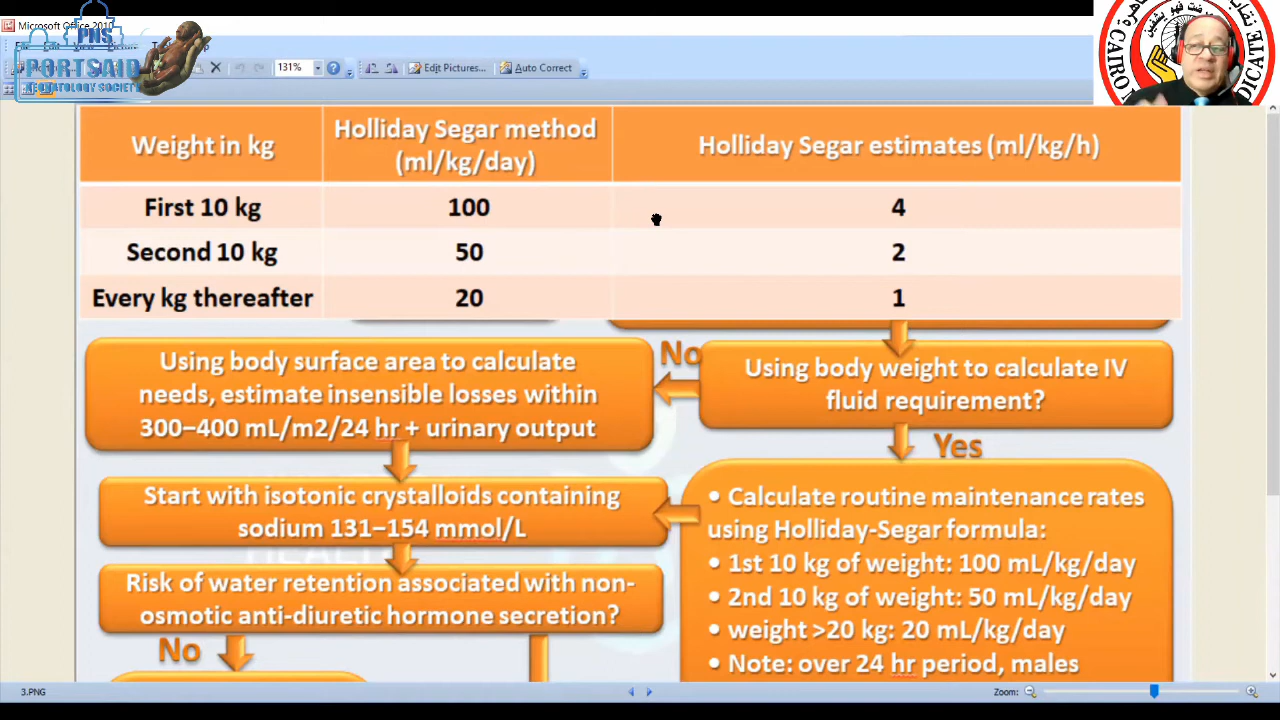 Microsoft Office 2010
PNS
PORTSAID
NEONATOLOGY SOCIETY
131%
Edit Pictures...
Auto Correct
CAIRO
DICATE
Weight in kg
Holliday Segar method
(ml/kg/day)
Holliday Segar estimates (ml/kg/h)
First 10 kg
100
4
Second 10 kg
50
2
Every kg thereafter
20
1
Using body surface area to calculate
needs, estimate insensible losses within
300–400 mL/m2/24 hr + urinary output
No
Using body weight to calculate IV
fluid requirement?
Yes
Start with isotonic crystalloids containing
sodium 131–154 mmol/L
Risk of water retention associated with non-
osmotic anti-diuretic hormone secretion?
No
• Calculate routine maintenance rates
using Holliday-Segar formula:
• 1st 10 kg of weight: 100 mL/kg/day
• 2nd 10 kg of weight: 50 mL/kg/day
• weight >20 kg: 20 mL/kg/day
• Note: over 24 hr period, males
3.PNG
Zoom: